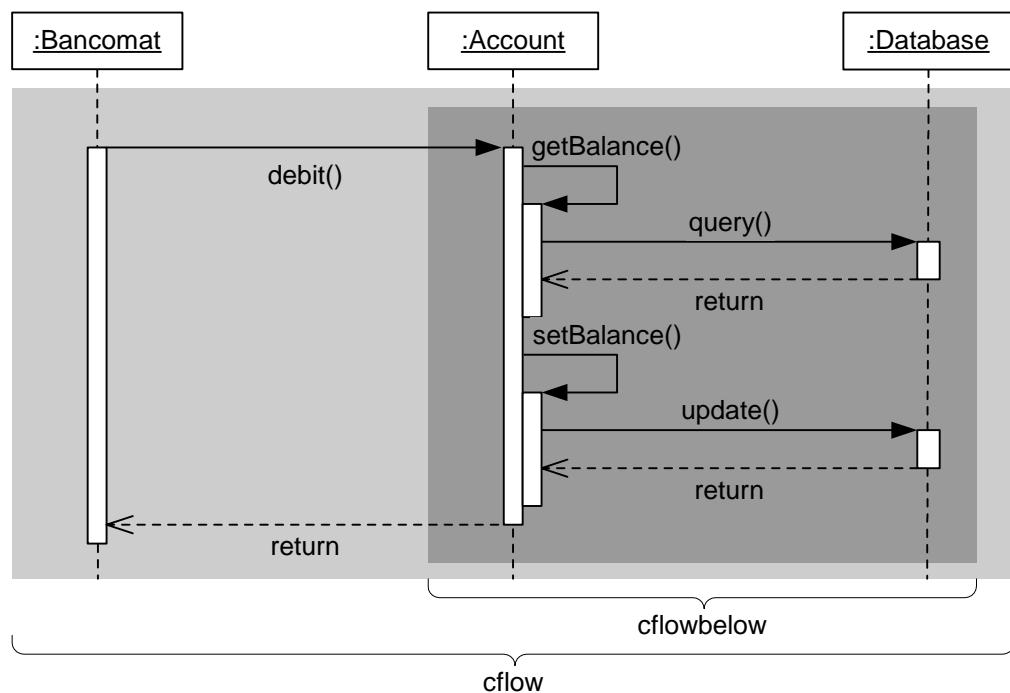 :Bancomat
:Account
:Database
getBalance()
debit()
query()
return
setBalance()
update()
return
return
cflowbelow
cflow